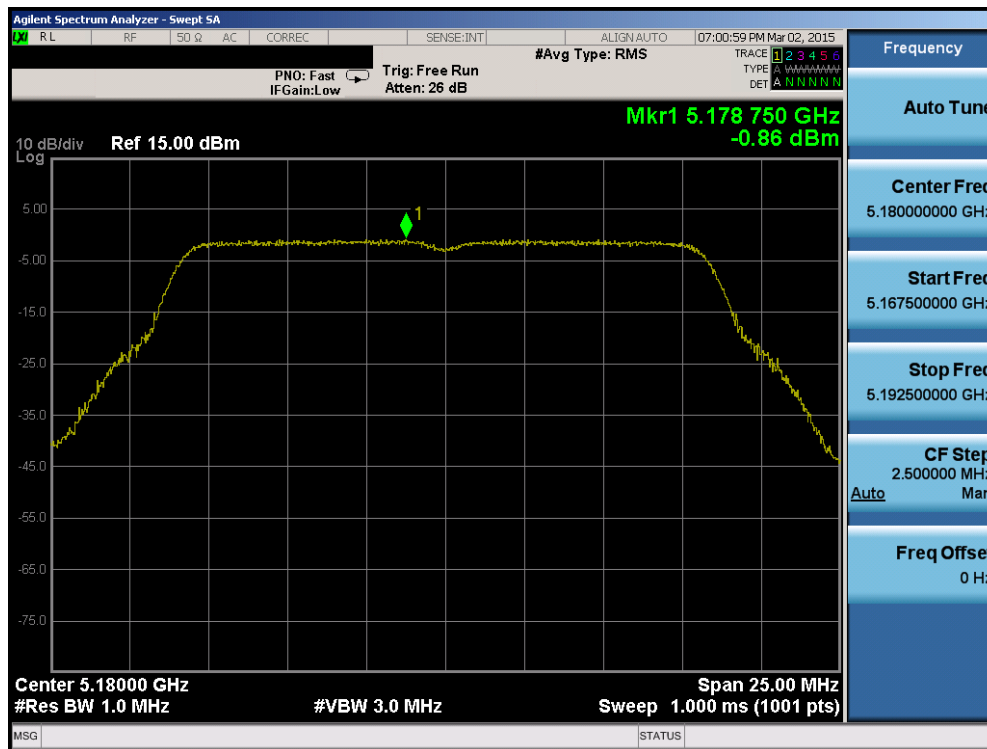 Agilent Spectrum Analyzer - Swept SA
LXI RL RF 50 Ω AC CORREC SENSE:INT ALIGN AUTO 07:00:59 PM Mar 02, 2015
#Avg Type: RMS TRACE 1 2 3 4 5 6
PNO: Fast Trig: Free Run TYPE A WWWWW
IFGain:Low Atten: 26 dB DET A N N N N N
Mkr1 5.178 750 GHz
-0.86 dBm
10 dB/div Ref 15.00 dBm
Log
1
5.00
-5.00
-15.0
-25.0
-35.0
-45.0
-55.0
-65.0
-75.0
Center 5.18000 GHz Span 25.00 MHz
#Res BW 1.0 MHz #VBW 3.0 MHz Sweep 1.000 ms (1001 pts)
MSG STATUS
Frequency
Auto Tune
Center Freq
5.180000000 GHz
Start Freq
5.167500000 GHz
Stop Freq
5.192500000 GHz
CF Step
2.500000 MHz
Auto Man
Freq Offset
0 Hz